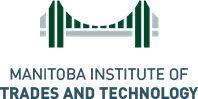 MANITOBA INSTITUTE OF
TRADES AND TECHNOLOGY